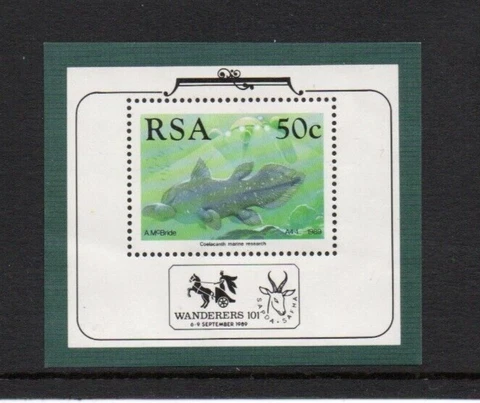 RSA 50c
A.McBride 1989
Coelacanth marine research
WANDERERS 101
6-9 SEPTEMBER 1989
SAPDA-SAFHA